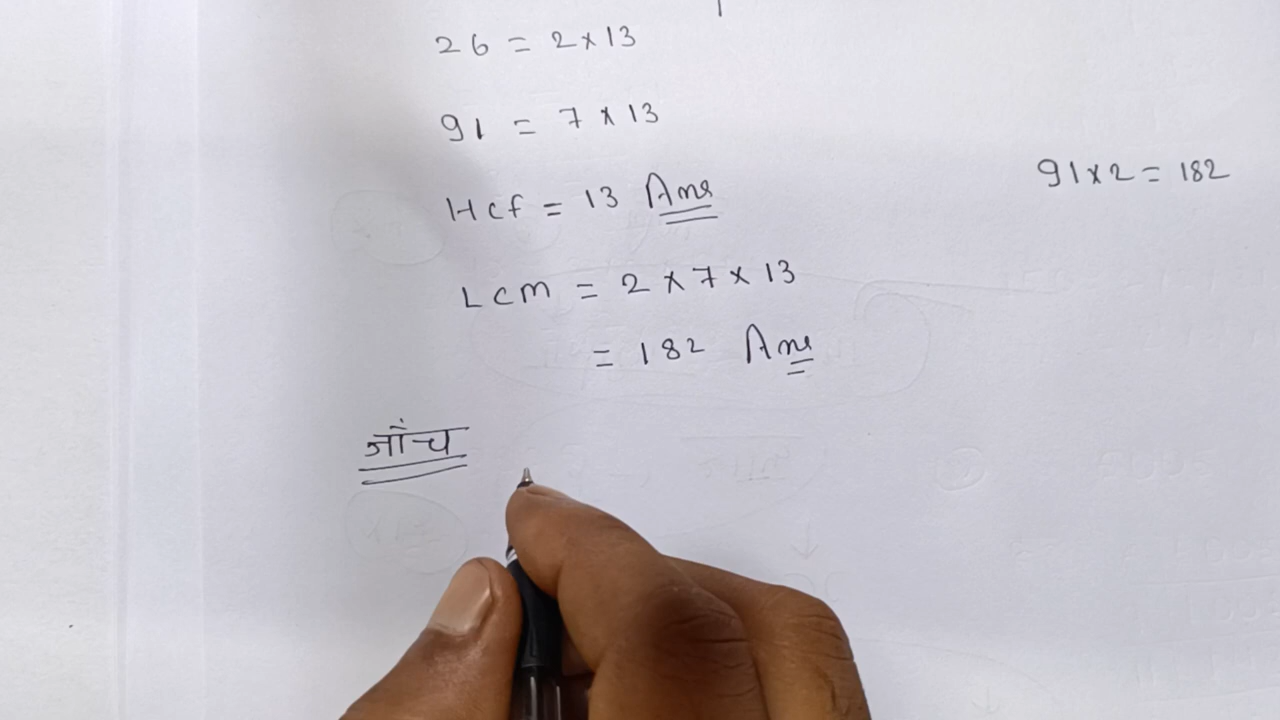 26 = 2×13
91 = 7 × 13
91×2 = 182
Hcf = 13 Ans
LCM = 2 × 7 × 13
= 182 Ans
जाँच